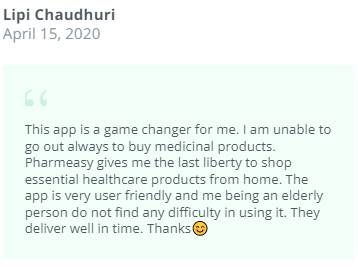 Lipi Chaudhuri
April 15, 2020
“
This app is a game changer for me. I am unable to
go out always to buy medicinal products.
Pharmeasy gives me the last liberty to shop
essential healthcare products from home. The
app is very user friendly and me being an elderly
person do not find any difficulty in using it. They
deliver well in time. Thanks😊